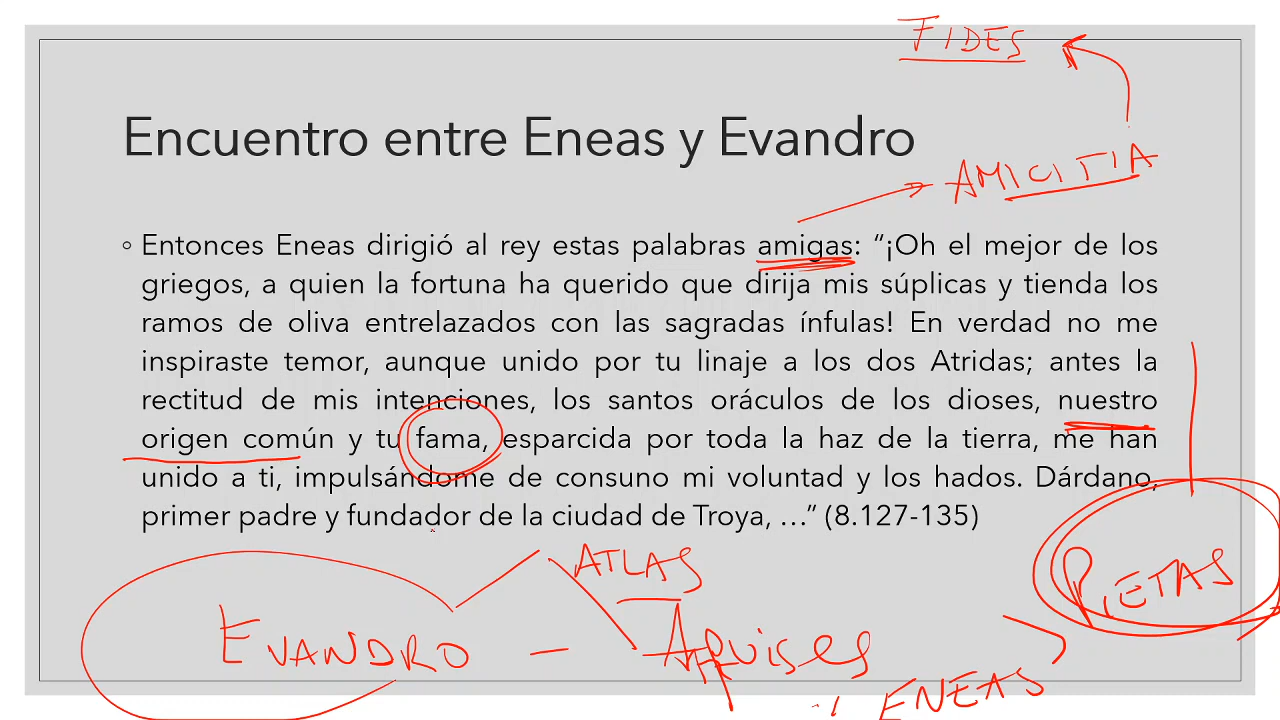 FIDES
Encuentro entre Eneas y Evandro
AMICITIA
Entonces Eneas dirigió al rey estas palabras amigas: “¡Oh el mejor de los
griegos, a quien la fortuna ha querido que dirija mis súplicas y tienda los
ramos de oliva entrelazados con las sagradas ínfulas! En verdad no me
inspiraste temor, aunque unido por tu linaje a los dos Atridas; antes la
rectitud de mis intenciones, los santos oráculos de los dioses, nuestro
origen común y tu fama, esparcida por toda la haz de la tierra, me han
unido a ti, impulsándome de consuno mi voluntad y los hados. Dárdano,
primer padre y fundador de la ciudad de Troya, …” (8.127-135)
ATLAS
PIETAS
EVANDRO –
ENEAS